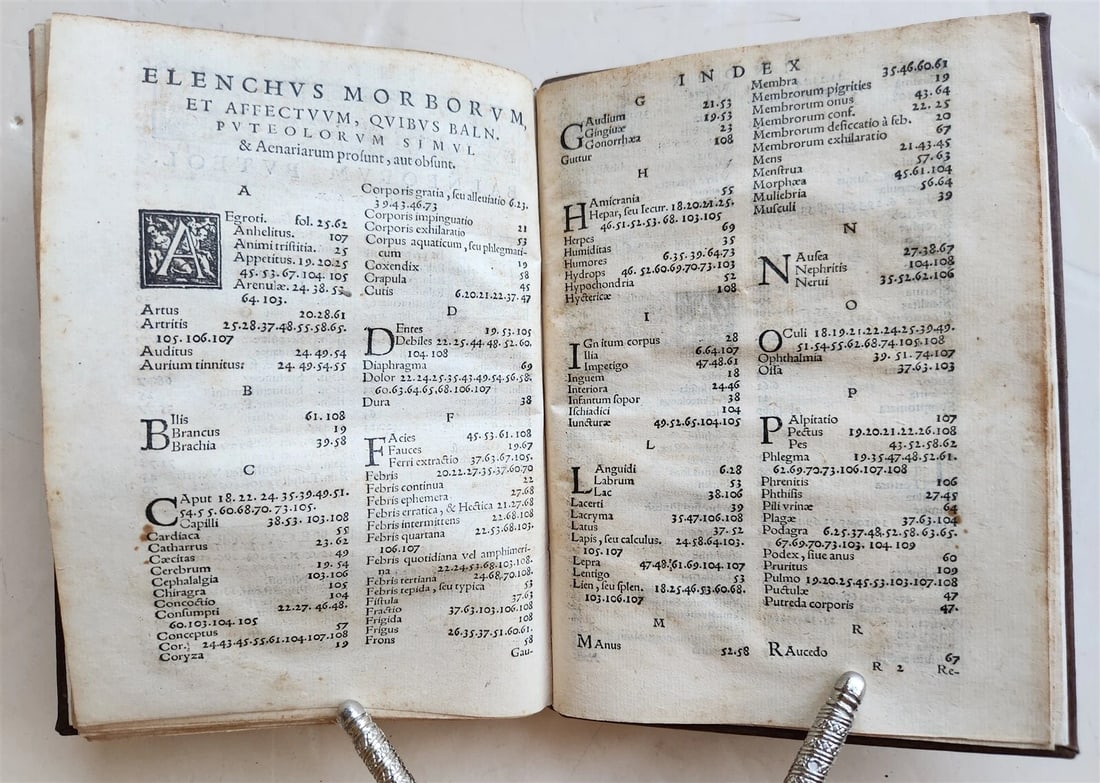 ELENCHVS MORBORVM,
ET AFFECTVVM, QVIBVS BALN.
PVTEOLORVM SIMVL
& Aenariarum prosunt, aut obsunt.
A
AEgroti. fol. 25.62
Anhelitus. 107
Animi tristitia. 25
Appetitus. 19.20.25
45.53.67.104.105
Arenulæ. 24.38.53
64.103.
Artus 20.28.61
Artritis 25.28.37.48.55.58.65.
105.106.107
Auditus 24.49.54
Aurium tinnitus: 24.49.54.55
B
BIlis 61.108
Brancus 19
Brachia 39.58
C
CAput 18.22.24.35.39.49.51.
54.55.60.68.70.73.105.
Capilli 38.53.103.108
Cardiaca 55
Catharrus 23.62
Cæcitas 49
Cerebrum 19.54
Cephalalgia 103.106
Chiragra 105
Concoctio 104
Consumpti 22.27.46.48.
60.103.104.105
Conceptus 57
Cor. 24.43.45.55.61.104.107.108
Coryza 19
Corporis gratia, seu alleuiatio 6.23.
39.43.46.73
Corporis impinguatio 21
Corporis exhilaratio
Corpus aquaticum, seu phlegmati- 53
cum 19
Coxendix 58
Crapula 45
Cutis 6.20.21.22.37.47
D
DEntes 19.53.105
Debiles 22.25.44.48.52.60.
104.108
Diaphragma 69
Dolor 22.24.25.35.43.49.54.56.58.
60.63.64.65.68.106.107
Dura 38
F
FAcies 45.53.61.108
Fauces 19.67
Ferri extractio 37.63.67.105.
Febris 20.22.27.35.37.60.70
Febris continua 22
Febris ephemera 27.68
Febris erratica, & Hectica 21.27.68
Febris intermittens 22.68.108
Febris quartana 22.53.68.103.
106.107
Febris quotidiana vel amphimeri-
na 22.24.53.68.103.108.
Febris tertiana 24.68.70.108.
Febris tepida, seu typica 53
Fistula 37.63
Fractio 37.63.103.106.108
Frigida 108
Frigus 26.35.37.51.60.61.
Frons 58
Gau-
INDEX
G
GAudium 21.53
Gingiuæ 19.53
Gonorrhæa 23
Guttur 108
H
HAmicrania 55
Hepar, seu Iecur. 18.20.21.25.
46.51.52.53.68.103.105
Herpes 69
Humiditas 35
Humores 6.35.39.64.73
Hydrops 46.52.60.69.70.73.103
Hypochondria 52
Hystericæ 108
I
IGnitum corpus 28
Ilia 6.64.107
Impetigo 47.48.61
Inguem 18
Interiora 24.46
Infantum sopor 38
Ischiadici 104
Iuncturæ 49.52.65.104.105
L
LAnguidi 6.28
Labrum 53
Lac 38.106
Lacerti 39
Lacryma 35.47.106.108
Latus 37.52
Lapis, seu calculus. 24.58.64.103.
105.107
Lepra 47.48.61.69.104.107
Lentigo 53
Lien, seu splen. 18.25.46.53.60.68.
103.106.107
M
MAnus 52.58
Membra 35.46.60.61
Membrorum pigrities 19
Membrorum onus 43.64
Membrorum conf. 22.25
Membrorum desiccatio à feb. 20
Membrorum exhilaratio 67
Mens 21.43.45
Menstrua 57.63
Morphæa 45.61.104
Muliebria 56.64
Musculi 39
N
NAusea 27.38.67
Nephritis 104.108
Nerui 35.52.62.106
O
OCuli 18.19.21.22.24.25.39.49.
51.54.55.62.68.74.105.108
Ophthalmia 39.51.74.107
Ossa 37.63.103
P
PAlpitatio 107
Pectus 19.20.21.22.26.108
Pes 43.52.58.62
Phlegma 19.35.47.48.52.61.
62.69.70.73.106.107.108
Phrenitis 106
Phthisis 27.45
Pili vrinæ 64
Plagæ 37.63.104
Podagra 6.25.37.48.52.58.63.65.
67.69.70.73.103.104.109
Podex, siue anus 60
Pruritus 109
Pulmo 19.20.25.45.53.103.107.108
Puctulæ 47
Putreda corporis 47.
R
RAucedo 67
R 2 Re-